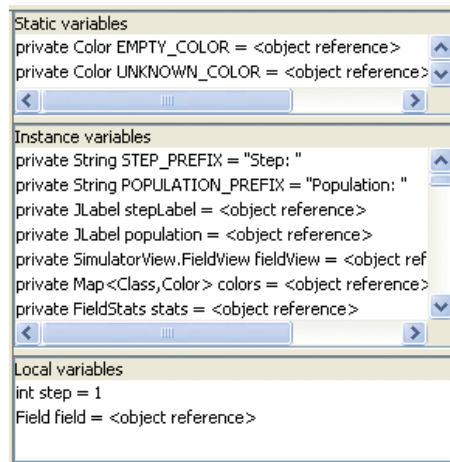 Static variables
private Color EMPTY_COLOR = <object reference>
private Color UNKNOWN_COLOR = <object reference>
Instance variables
private String STEP_PREFIX = "Step: "
private String POPULATION_PREFIX = "Population: "
private JLabel stepLabel = <object reference>
private JLabel population = <object reference>
private SimulatorView.FieldView fieldView = <object ref
private Map<Class,Color> colors = <object reference>
private FieldStats stats = <object reference>
Local variables
int step = 1
Field field = <object reference>